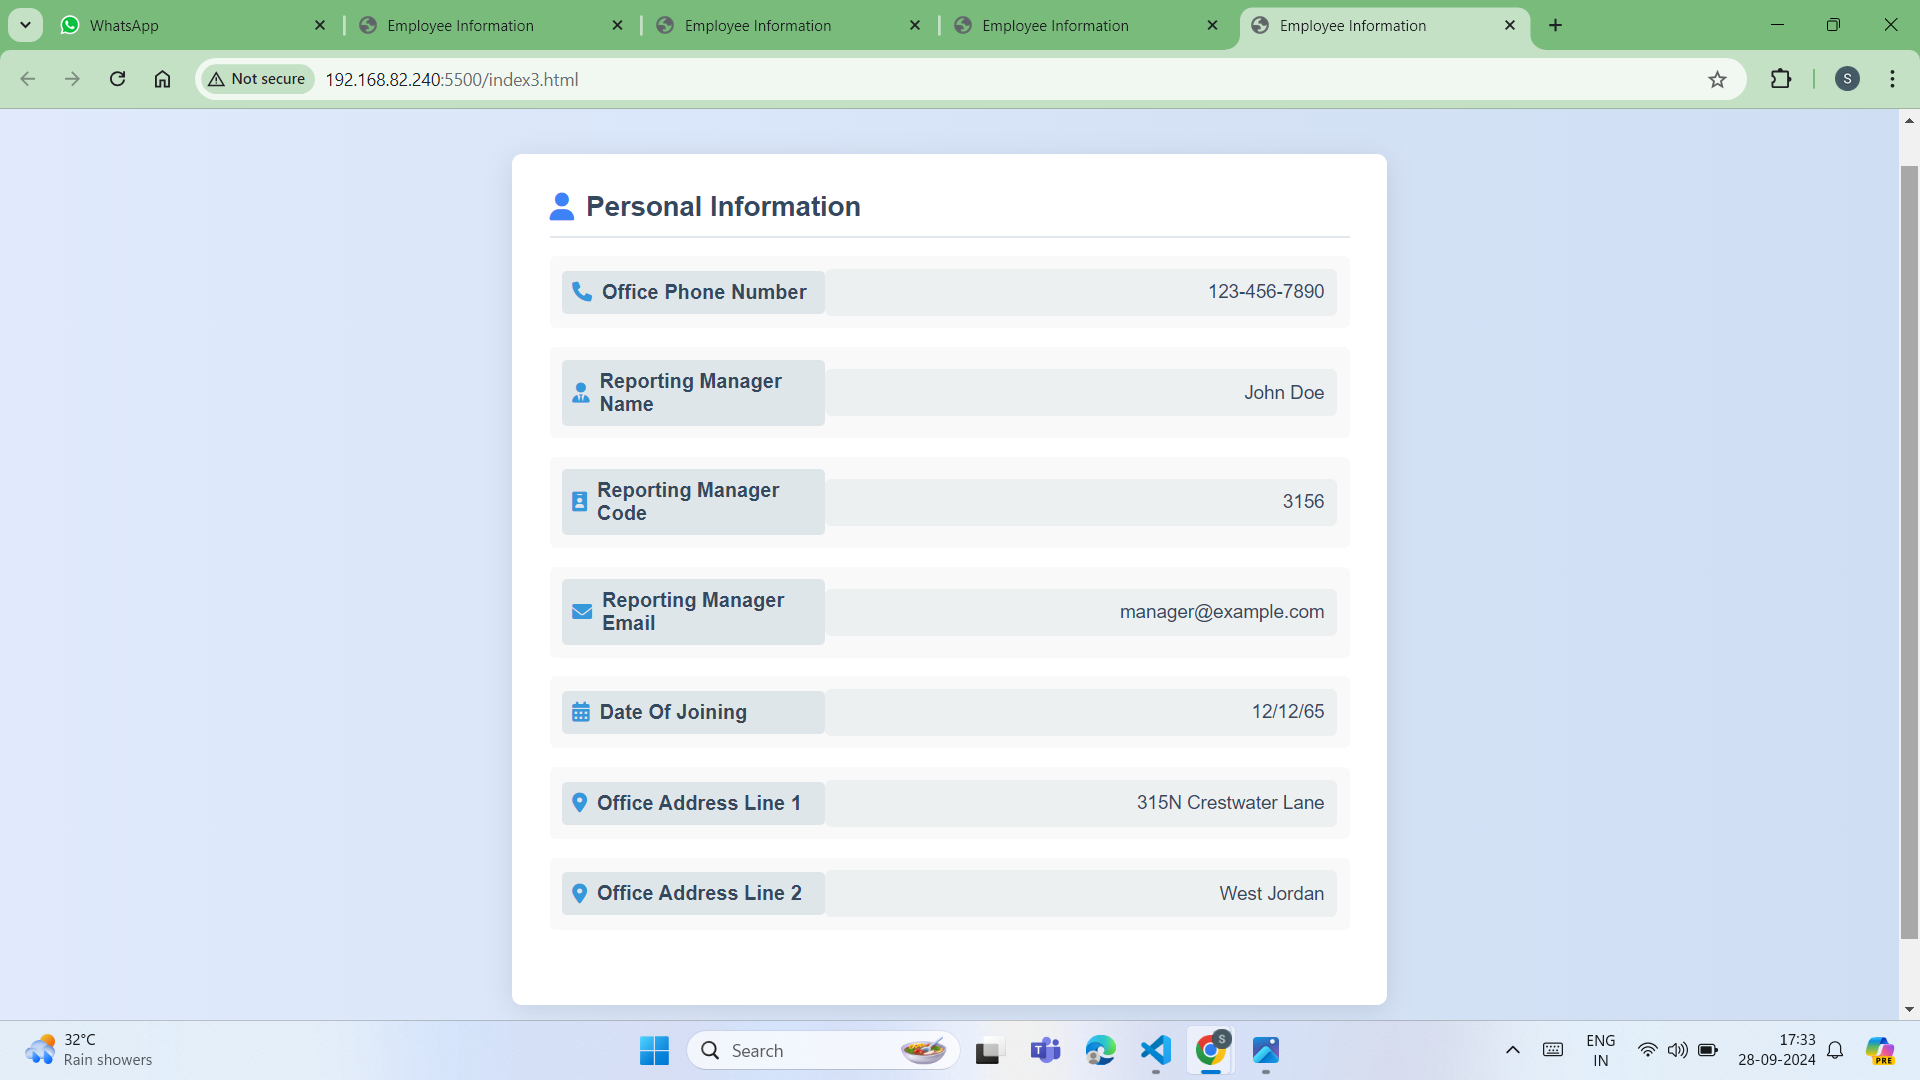 WhatsApp
Employee Information
Employee Information
Employee Information
Employee Information
Not secure
192.168.82.240:5500/index3.html
S
Personal Information
Office Phone Number
123-456-7890
Reporting Manager
Name
John Doe
Reporting Manager
Code
3156
Reporting Manager
Email
manager@example.com
Date Of Joining
12/12/65
Office Address Line 1
315N Crestwater Lane
Office Address Line 2
West Jordan
32°C
Rain showers
Search
S
ENG
IN
17:33
28-09-2024
PRE